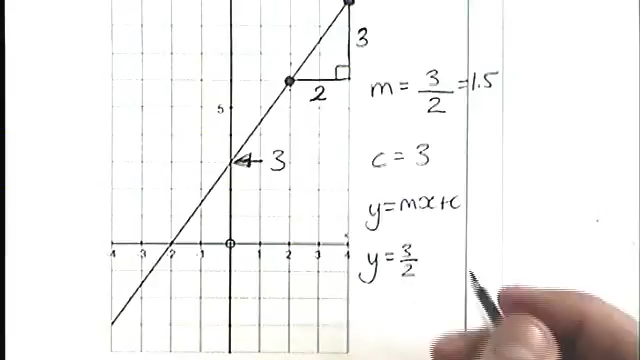 3
2
m = 3/2 = 1.5
5
3
c = 3
y = mx + c
-4 -2 -1 1 2 3 4
y = 3/2